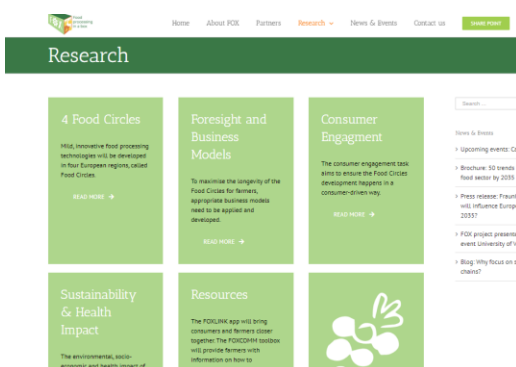 Food
processing
in a box
Home
About FOX
Partners
Research
News & Events
Contact us
SHARE POINT
Research
4 Food Circles
Mild, innovative food processing
technologies will be developed
in four European regions, called
Food Circles
READ MORE →
Foresight and
Business
Models
To maximise the longevity of the
Food Circles for farmers,
appropriate business models
need to be applied and
developed.
READ MORE →
Consumer
Engagment
The consumer engagement task
aims to ensure the Food Circles
development happens in a
consumer-driven way.
READ MORE →
Sustainability
& Health
Impact
The environmental, socio-
economic and health impact of
Resources
The FOXLINK app will bring
consumers and farmers closer
together. The FOXCOMM toolbox
will provide farmers with
information on how to
Search ...
News & Events
> Upcoming events:
> Brochure: 50 trends
food sector by 2035
> Press release:
will influence
2035?
> FOX project
event University of
> Blog: Why focus on
chains?